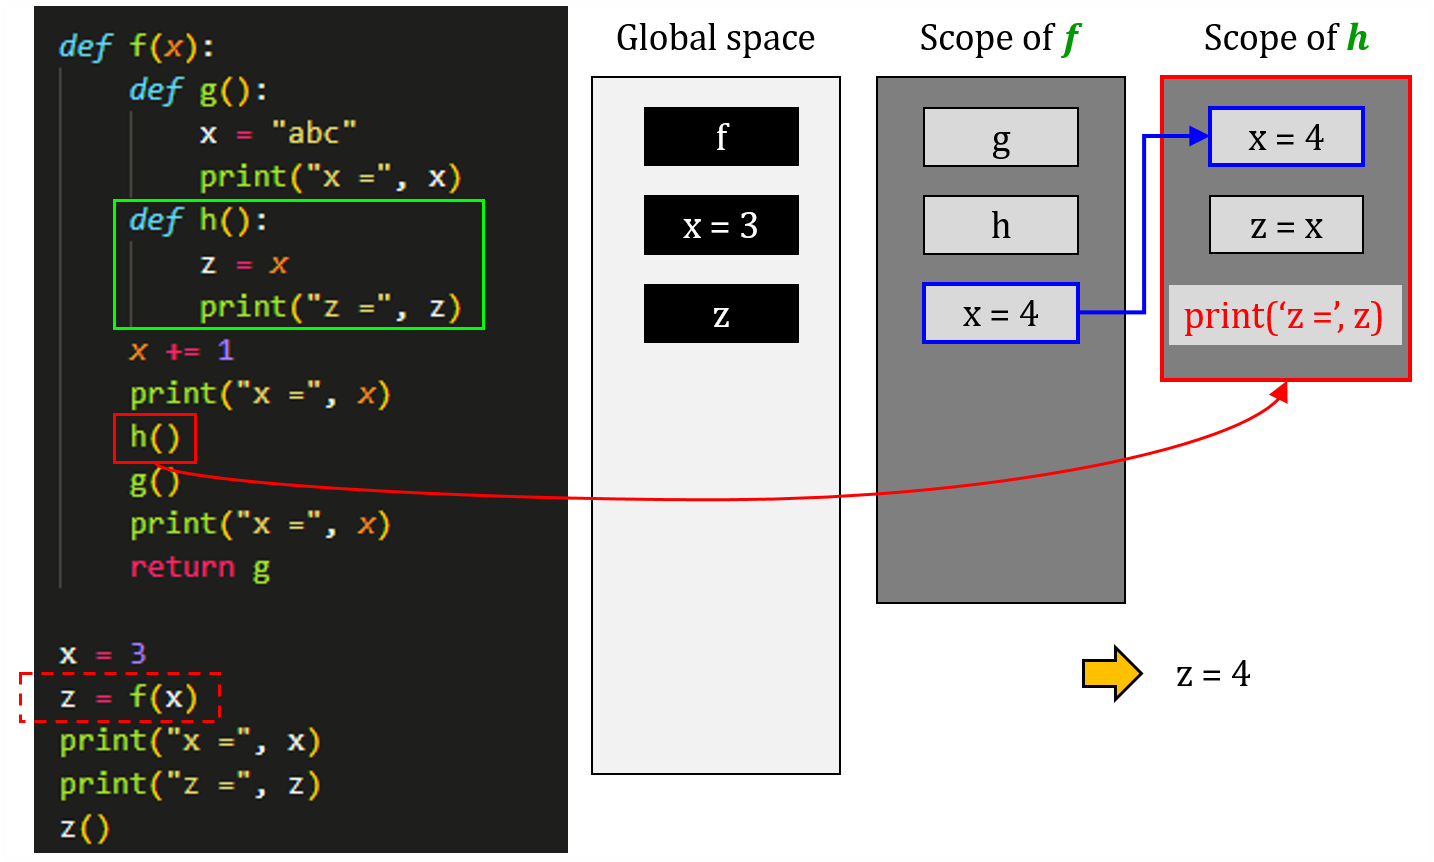 def f(x):
    def g():
        x = "abc"
        print("x =", x)
    def h():
        z = x
        print("z =", z)
    x += 1
    print("x =", x)
    h()
    g()
    print("x =", x)
    return g
x = 3
z = f(x)
print("x =", x)
print("z =", z)
z()
Global space
f
x = 3
z
Scope of f
g
h
x = 4
Scope of h
x = 4
z = x
print(‘z =’, z)
z = 4